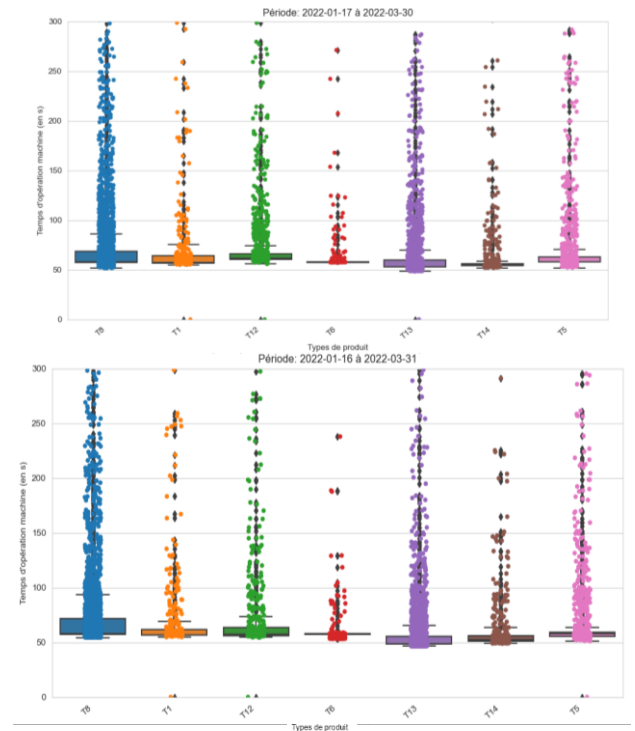 Période: 2022-01-17 à 2022-03-30
Temps d'opération machine (en s)
300
250
200
150
100
50
0
T8 T1 T12 T6 T13 T14 T5
Types de produit
Période: 2022-01-16 à 2022-03-31
Temps d'opération machine (en s)
300
250
200
150
100
50
0
T8 T1 T12 T6 T13 T14 T5
Types de produit